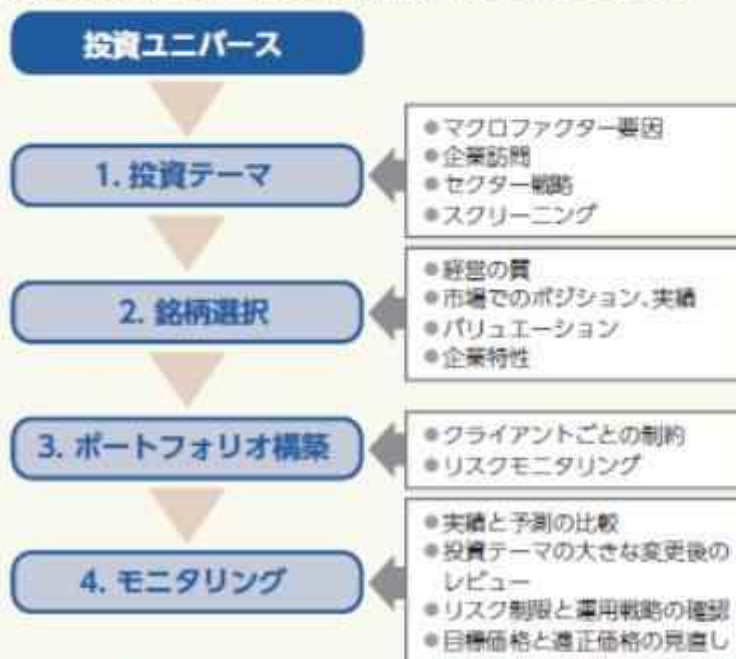 投資ユニバース
1. 投資テーマ
●マクロファクター要因
●企業訪問
●セクター戦略
●スクリーニング
2. 銘柄選択
●経営の質
●市場でのポジション、実績
●バリュエーション
●企業特性
3. ポートフォリオ構築
●クライアントごとの制約
●リスクモニタリング
4. モニタリング
●実績と予測の比較
●投資テーマの大きな変更後の
レビュー
●リスク制限と運用戦略の確認
●目標価格と適正価格の見直し